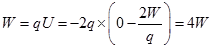 W = qU = −2q × (0 − 2W/q) = 4W